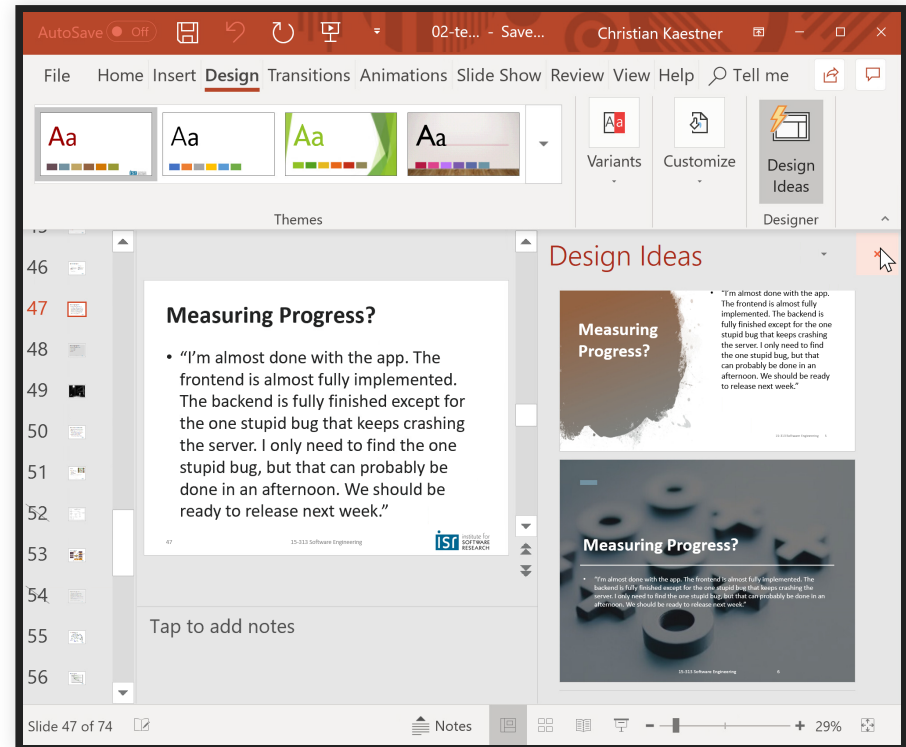 AutoSave Off 02-te... - Save... Christian Kaestner
File Home Insert Design Transitions Animations Slide Show Review View Help Tell me
Aa Aa Aa Aa
Aa
Variants Customize Design
Ideas
Themes Designer
46
47
48
49
50
51
52
53
54
55
56
Measuring Progress?
• “I’m almost done with the app. The
frontend is almost fully implemented.
The backend is fully finished except for
the one stupid bug that keeps crashing
the server. I only need to find the one
stupid bug, but that can probably be
done in an afternoon. We should be
ready to release next week.”
47 15-313 Software Engineering
isr institute for
SOFTWARE
RESEARCH
Tap to add notes
Design Ideas
Measuring
Progress?
• “I’m almost done with the app.
The frontend is almost fully
implemented. The backend is
fully finished except for the one
stupid bug that keeps crashing
the server. I only need to find
the one stupid bug, but that
can probably be done in an
afternoon. We should be ready
to release next week.”
15-313 Software Engineering
Measuring Progress?
• “I’m almost done with the app. The frontend is almost fully implemented. The
backend is fully finished except for the one stupid bug that keeps crashing the
server. I only need to find the one stupid bug, but that can probably be done in an
afternoon. We should be ready to release next week.”
15-313 Software Engineering 6
Slide 47 of 74 Notes 29%